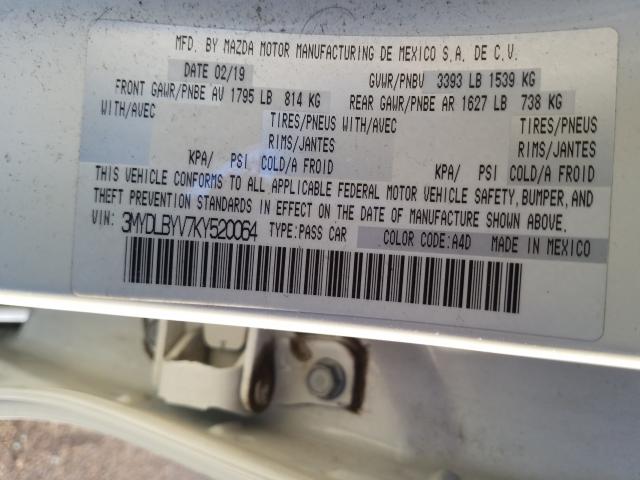 MFD. BY MAZDA MOTOR MANUFACTURING DE MEXICO S.A. DE C.V.
DATE 02/19 GVWR/PNBV 3393 LB 1539 KG
FRONT GAWR/PNBE AV 1795 LB 814 KG REAR GAWR/PNBE AR 1627 LB 738 KG
WITH/AVEC TIRES/PNEUS WITH/AVEC TIRES/PNEUS
RIMS/JANTES RIMS/JANTES
KPA/ PSI COLD/A FROID KPA/ PSI COLD/A FROID
THIS VEHICLE CONFORMS TO ALL APPLICABLE FEDERAL MOTOR VEHICLE SAFETY, BUMPER, AND
THEFT PREVENTION STANDARDS IN EFFECT ON THE DATE OF MANUFACTURE SHOWN ABOVE.
VIN: 3MYDLBYV7KY520064 TYPE:PASS CAR COLOR CODE:A4D MADE IN MEXICO